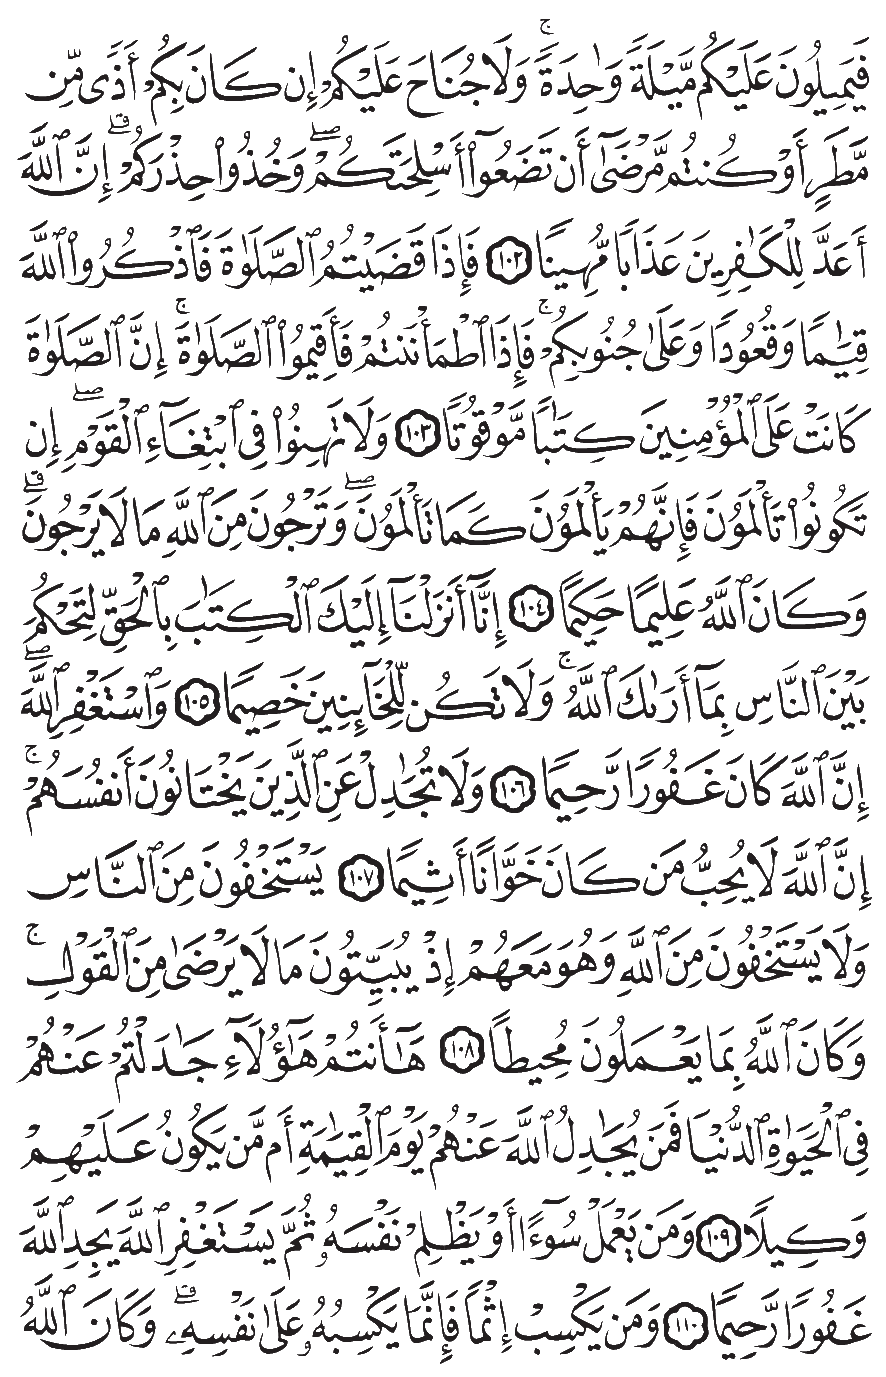 فَيَمِيلُونَ عَلَيْكُم مَّيْلَةً وَٰحِدَةً ۚ وَلَا جُنَاحَ عَلَيْكُمْ إِن كَانَ بِكُمْ أَذًى مِّن
مَّطَرٍ أَوْ كُنتُم مَّرْضَىٰٓ أَن تَضَعُوٓا۟ أَسْلِحَتَكُمْ ۖ وَخُذُوا۟ حِذْرَكُمْ ۗ إِنَّ ٱللَّهَ
أَعَدَّ لِلْكَـٰفِرِينَ عَذَابًا مُّهِينًا ١٠٢ فَإِذَا قَضَيْتُمُ ٱلصَّلَوٰةَ فَٱذْكُرُوا۟ ٱللَّهَ
قِيَـٰمًا وَقُعُودًا وَعَلَىٰ جُنُوبِكُمْ ۚ فَإِذَا ٱطْمَأْنَنتُمْ فَأَقِيمُوا۟ ٱلصَّلَوٰةَ ۚ إِنَّ ٱلصَّلَوٰةَ
كَانَتْ عَلَى ٱلْمُؤْمِنِينَ كِتَـٰبًا مَّوْقُوتًا ١٠٣ وَلَا تَهِنُوا۟ فِى ٱبْتِغَآءِ ٱلْقَوْمِ ۖ إِن
تَكُونُوا۟ تَأْلَمُونَ فَإِنَّهُمْ يَأْلَمُونَ كَمَا تَأْلَمُونَ ۖ وَتَرْجُونَ مِنَ ٱللَّهِ مَا لَا يَرْجُونَ ۗ
وَكَانَ ٱللَّهُ عَلِيمًا حَكِيمًا ١٠٤ إِنَّآ أَنزَلْنَآ إِلَيْكَ ٱلْكِتَـٰبَ بِٱلْحَقِّ لِتَحْكُمَ
بَيْنَ ٱلنَّاسِ بِمَآ أَرَىٰكَ ٱللَّهُ ۚ وَلَا تَكُن لِّلْخَآئِنِينَ خَصِيمًا ١٠٥ وَٱسْتَغْفِرِ ٱللَّهَ ۖ
إِنَّ ٱللَّهَ كَانَ غَفُورًا رَّحِيمًا ١٠٦ وَلَا تُجَـٰدِلْ عَنِ ٱلَّذِينَ يَخْتَانُونَ أَنفُسَهُمْ ۚ
إِنَّ ٱللَّهَ لَا يُحِبُّ مَن كَانَ خَوَّانًا أَثِيمًا ١٠٧ يَسْتَخْفُونَ مِنَ ٱلنَّاسِ
وَلَا يَسْتَخْفُونَ مِنَ ٱللَّهِ وَهُوَ مَعَهُمْ إِذْ يُبَيِّتُونَ مَا لَا يَرْضَىٰ مِنَ ٱلْقَوْلِ ۚ
وَكَانَ ٱللَّهُ بِمَا يَعْمَلُونَ مُحِيطًا ١٠٨ هَـٰٓأَنتُمْ هَـٰٓؤُلَآءِ جَـٰدَلْتُمْ عَنْهُمْ
فِى ٱلْحَيَوٰةِ ٱلدُّنْيَا فَمَن يُجَـٰدِلُ ٱللَّهَ عَنْهُمْ يَوْمَ ٱلْقِيَـٰمَةِ أَم مَّن يَكُونُ عَلَيْهِمْ
وَكِيلًا ١٠٩ وَمَن يَعْمَلْ سُوٓءًا أَوْ يَظْلِمْ نَفْسَهُۥ ثُمَّ يَسْتَغْفِرِ ٱللَّهَ يَجِدِ ٱللَّهَ
غَفُورًا رَّحِيمًا ١١٠ وَمَن يَكْسِبْ إِثْمًا فَإِنَّمَا يَكْسِبُهُۥ عَلَىٰ نَفْسِهِۦ ۚ وَكَانَ ٱللَّهُ